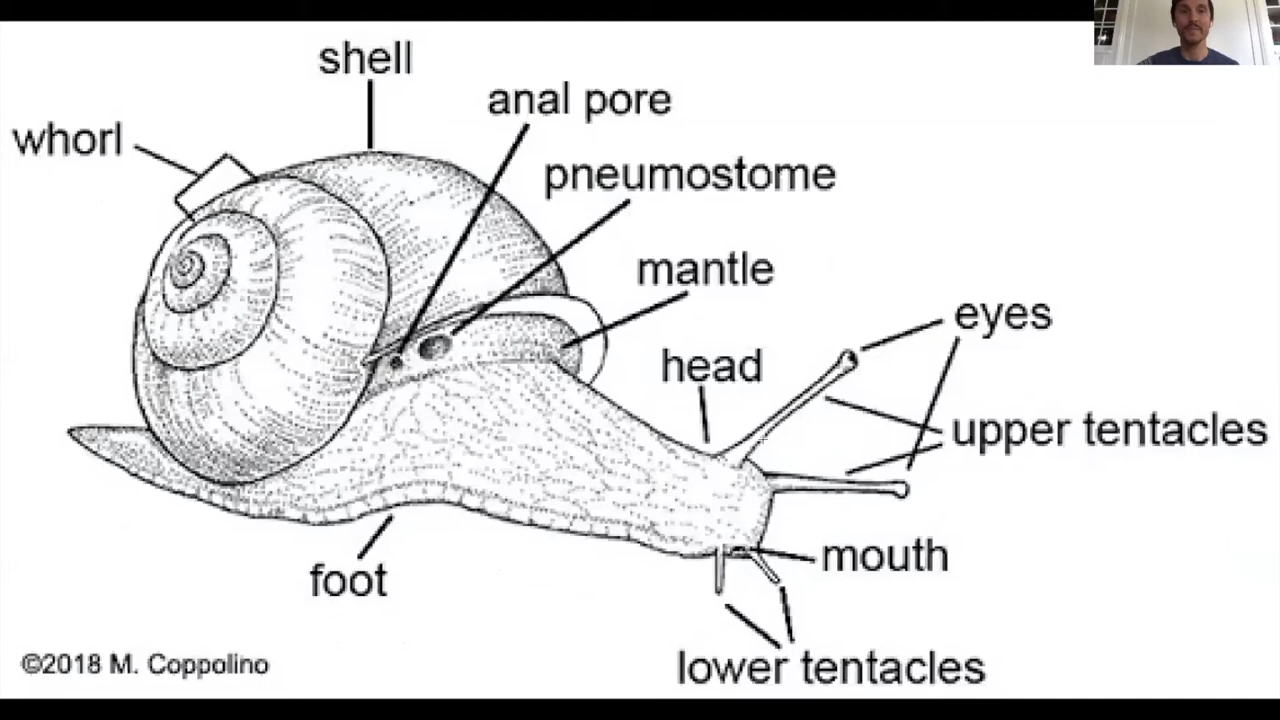 shell
anal pore
whorl
pneumostome
mantle
eyes
head
upper tentacles
mouth
foot
lower tentacles
©2018 M. Coppolino